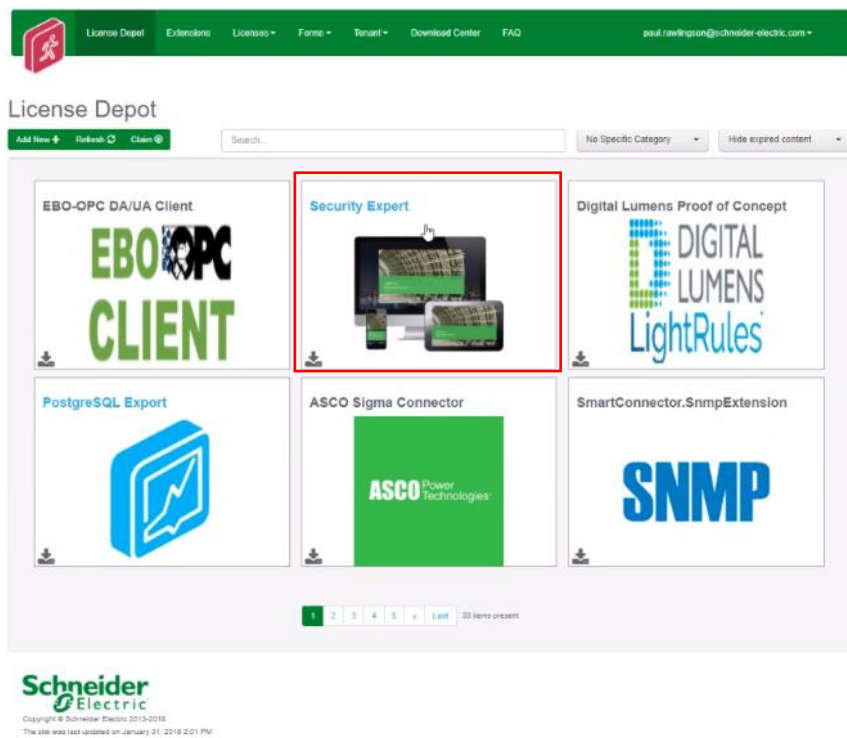 License Depot Extensions Licenses Forms Tenant Download Center FAQ paul.rawlingson@schneider-electric.com
License Depot
Add New Refresh Claim Search... No Specific Category Hide expired content
EBO-OPC DA/UA Client Security Expert Digital Lumens Proof of Concept
EBO OPC
CLIENT
DIGITAL
LUMENS
LightRules
PostgreSQL Export ASCO Sigma Connector SmartConnector.SnmpExtension
ASCO Power
Technologies
SNMP
1 2 3 4 5 » Last 33 items present
Schneider
Electric
Copyright © Schneider Electric 2013-2018
The site was last updated on January 31, 2019 2:01 PM